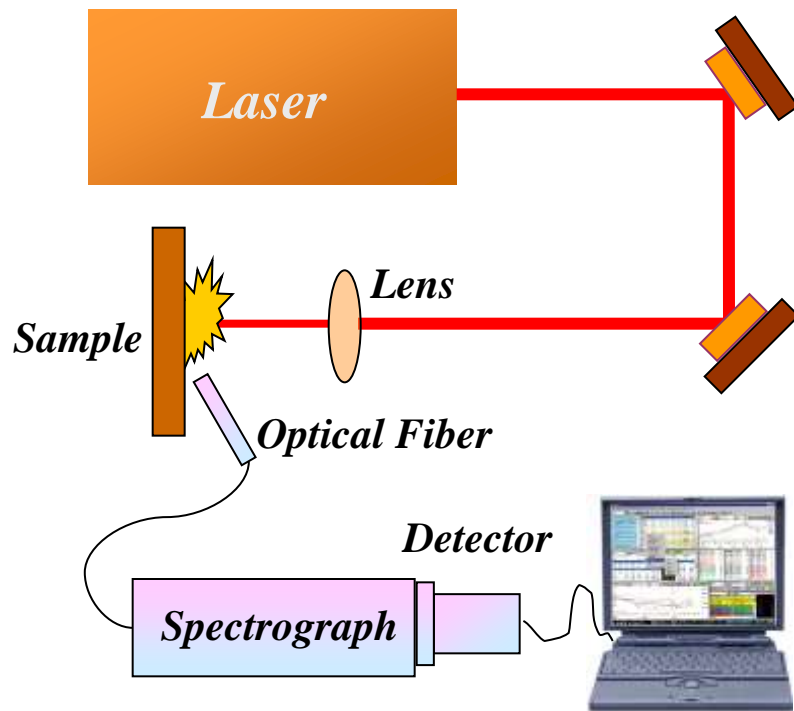 Laser
Lens
Sample
Optical Fiber
Detector
Spectrograph